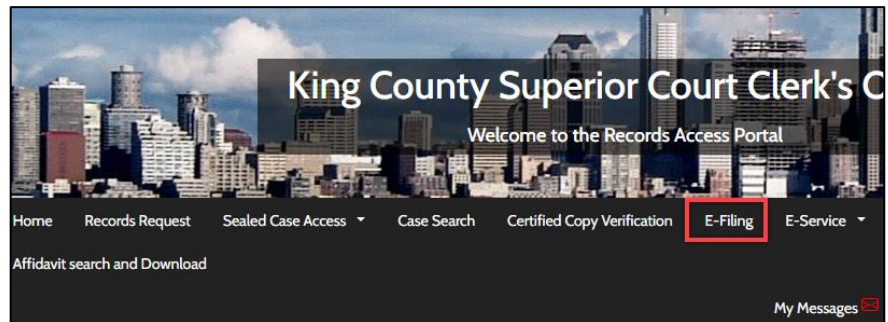 King County Superior Court Clerk's
Welcome to the Records Access Portal
Home Records Request Sealed Case Access Case Search Certified Copy Verification E-Filing E-Service
Affidavit search and Download
My Messages